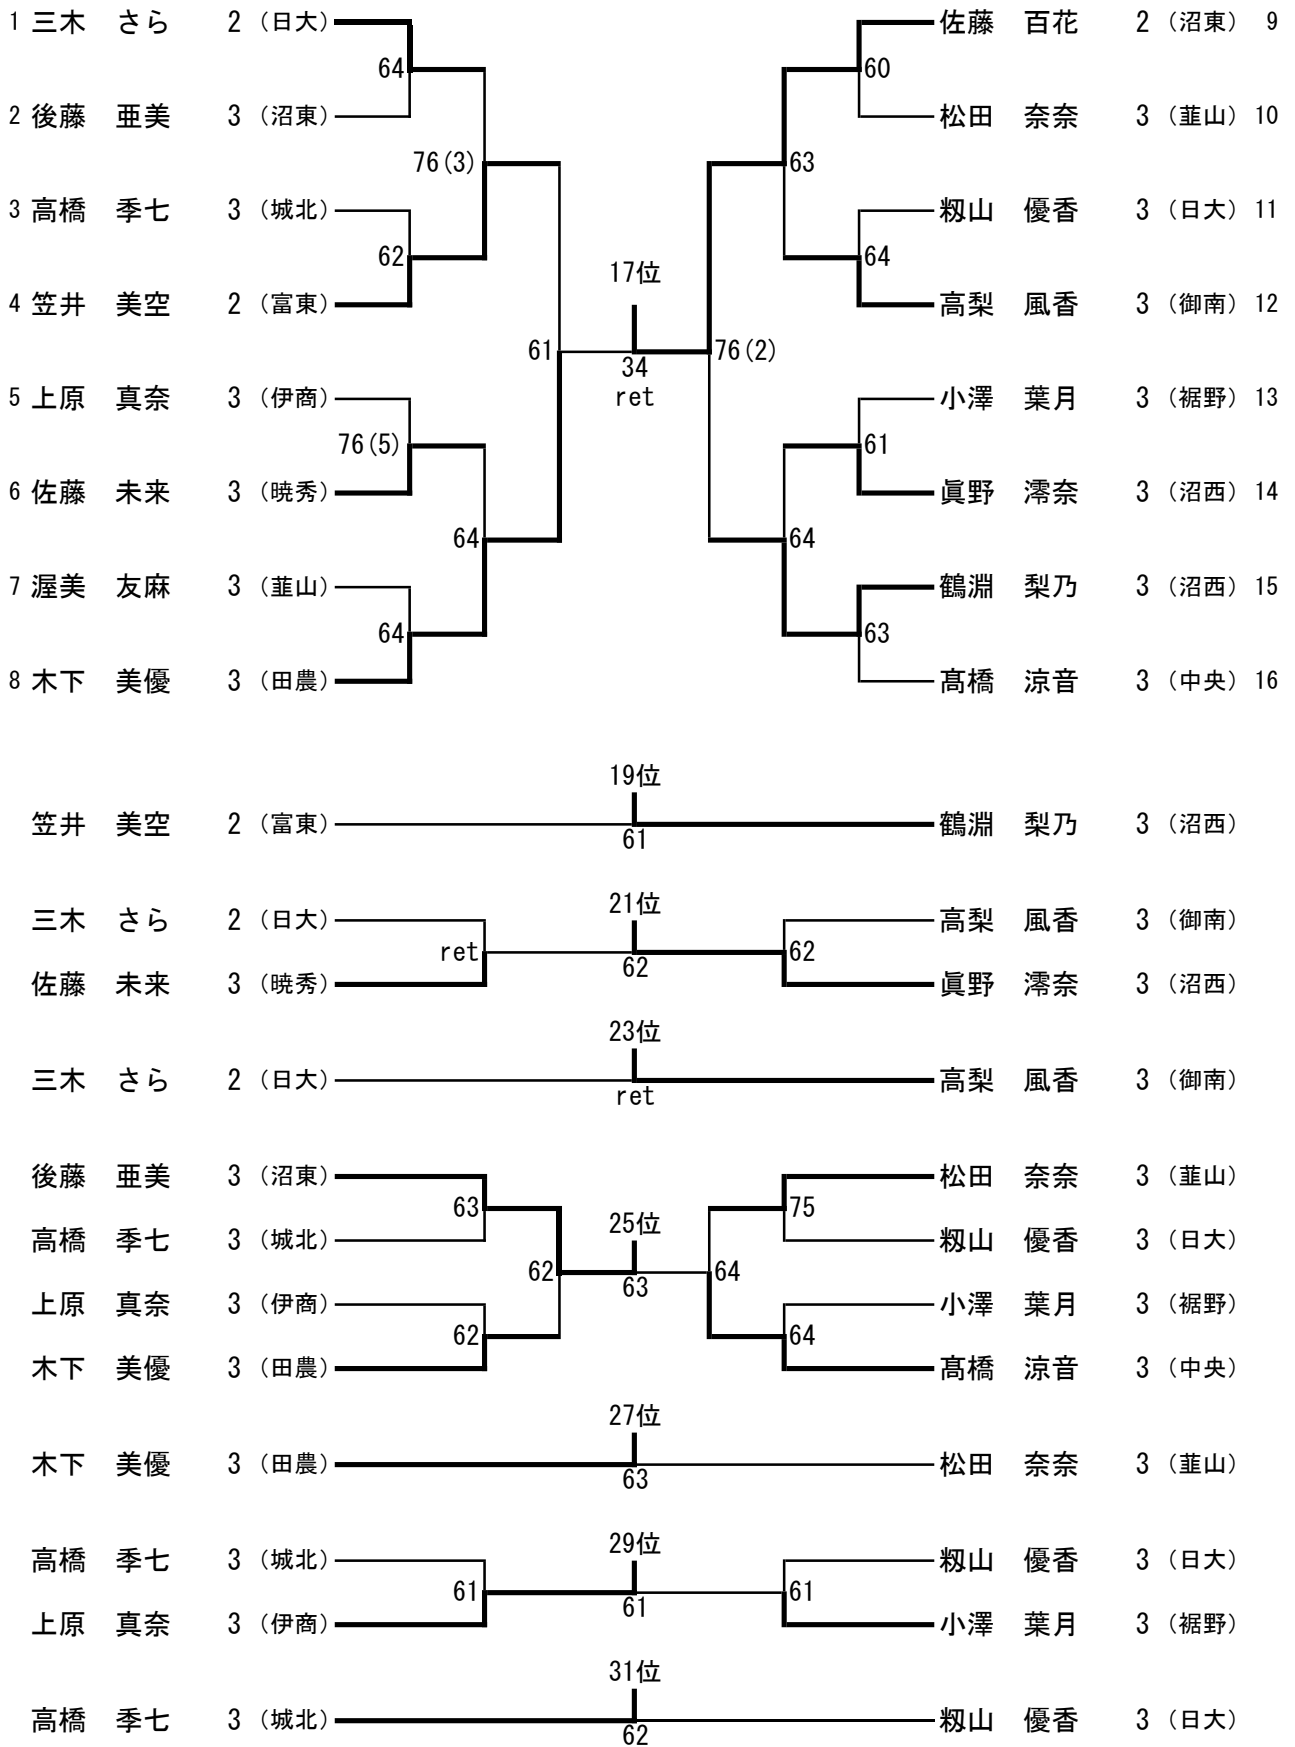 1 三木　さら 2（日大） 佐藤　百花 2（沼東） 9
64 60
2 後藤　亜美 3（沼東） 松田　奈奈 3（韮山） 10
76(3) 63
3 高橋　季七 3（城北） 籾山　優香 3（日大） 11
62 64
17位
4 笠井　美空 2（富東） 高梨　風香 3（御南） 12
61 76(2)
34
5 上原　真奈 3（伊商） ret 小澤　葉月 3（裾野） 13
76(5) 61
6 佐藤　未来 3（暁秀） 眞野　澪奈 3（沼西） 14
64 64
7 渥美　友麻 3（韮山） 鶴淵　梨乃 3（沼西） 15
64 63
8 木下　美優 3（田農） 髙橋　涼音 3（中央） 16
19位
笠井　美空 2（富東） 鶴淵　梨乃 3（沼西）
61
21位
三木　さら 2（日大） 高梨　風香 3（御南）
ret 62 62
佐藤　未来 3（暁秀） 眞野　澪奈 3（沼西）
23位
三木　さら 2（日大） 高梨　風香 3（御南）
ret
後藤　亜美 3（沼東） 松田　奈奈 3（韮山）
63 75
25位
高橋　季七 3（城北） 籾山　優香 3（日大）
62 63 64
上原　真奈 3（伊商） 小澤　葉月 3（裾野）
62 64
木下　美優 3（田農） 髙橋　涼音 3（中央）
27位
木下　美優 3（田農） 松田　奈奈 3（韮山）
63
29位
高橋　季七 3（城北） 籾山　優香 3（日大）
61 61 61
上原　真奈 3（伊商） 小澤　葉月 3（裾野）
31位
高橋　季七 3（城北） 籾山　優香 3（日大）
62